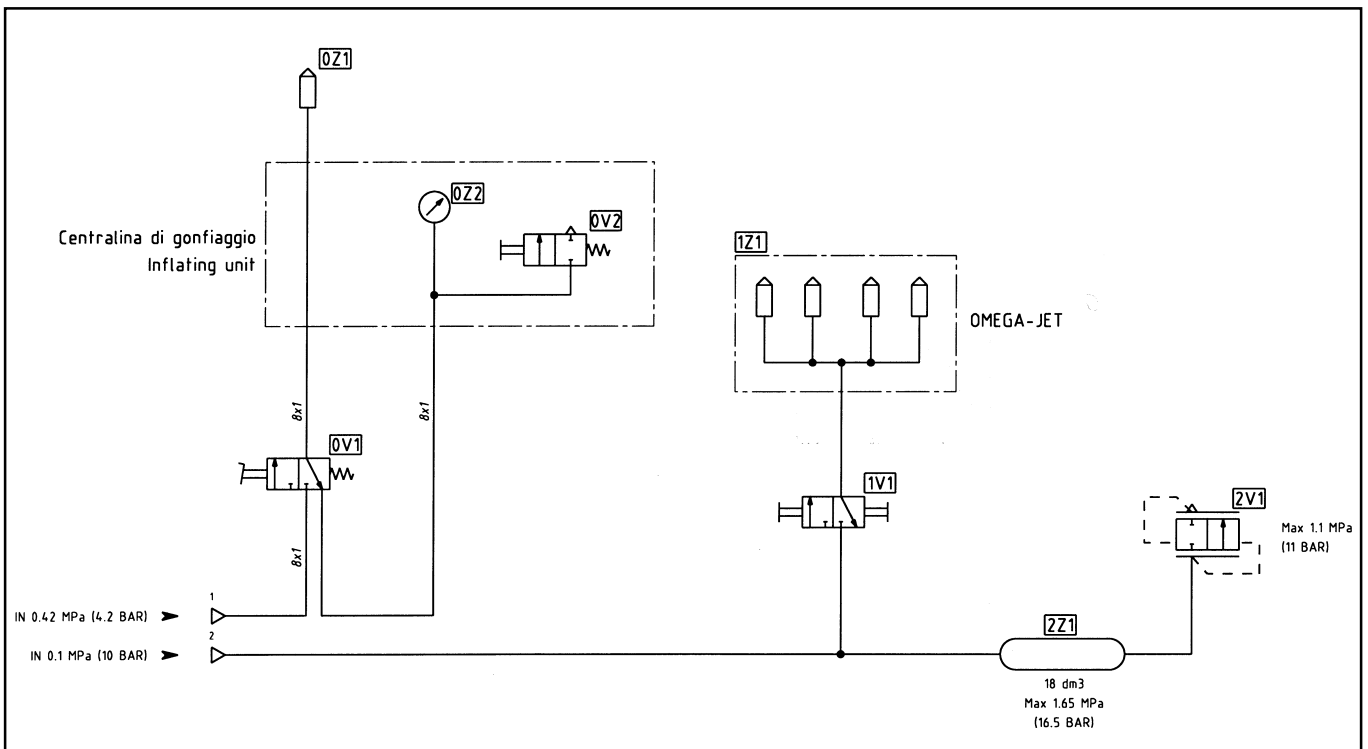 0Z1
0Z2
0V2
Centralina di gonfiaggio
Inflating unit
1Z1
OMEGA-JET
8x1
8x1
0V1
1V1
2V1
Max 1.1 MPa
(11 BAR)
8x1
1
IN 0.42 MPa (4.2 BAR)
2
IN 0.1 MPa (10 BAR)
2Z1
18 dm3
Max 1.65 MPa
(16.5 BAR)